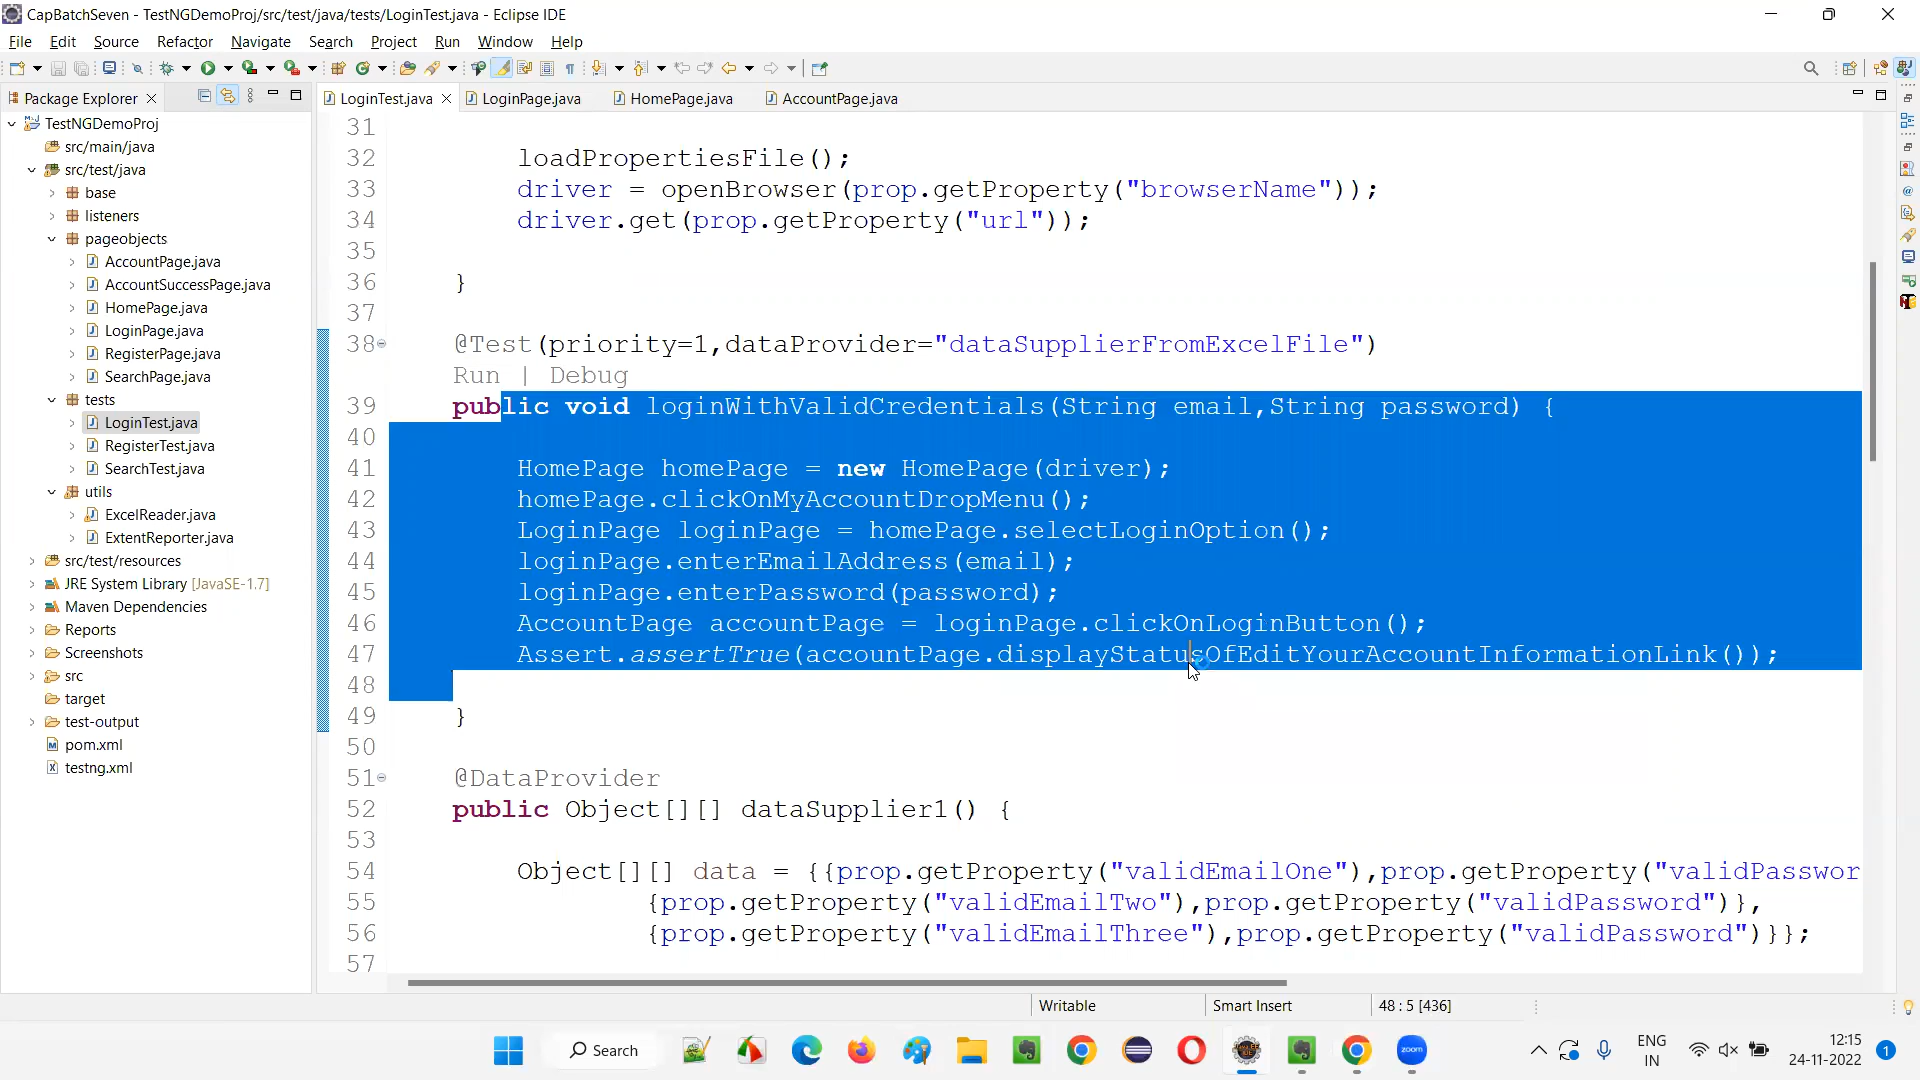 CapBatchSeven - TestNGDemoProj/src/test/java/tests/LoginTest.java - Eclipse IDE
File Edit Source Refactor Navigate Search Project Run Window Help
Package Explorer
LoginTest.java LoginPage.java HomePage.java AccountPage.java
TestNGDemoProj
src/main/java
src/test/java
base
listeners
pageobjects
AccountPage.java
AccountSuccessPage.java
HomePage.java
LoginPage.java
RegisterPage.java
SearchPage.java
tests
LoginTest.java
RegisterTest.java
SearchTest.java
utils
ExcelReader.java
ExtentReporter.java
src/test/resources
JRE System Library [JavaSE-1.7]
Maven Dependencies
Reports
Screenshots
src
target
test-output
pom.xml
testng.xml
31
32 loadPropertiesFile();
33 driver = openBrowser(prop.getProperty("browserName"));
34 driver.get(prop.getProperty("url"));
35
36 }
37
38 @Test(priority=1,dataProvider="dataSupplierFromExcelFile")
Run | Debug
39 public void loginWithValidCredentials(String email,String password) {
40
41 HomePage homePage = new HomePage(driver);
42 homePage.clickOnMyAccountDropMenu();
43 LoginPage loginPage = homePage.selectLoginOption();
44 loginPage.enterEmailAddress(email);
45 loginPage.enterPassword(password);
46 AccountPage accountPage = loginPage.clickOnLoginButton();
47 Assert.assertTrue(accountPage.displayStatusOfEditYourAccountInformationLink());
48
49 }
50
51 @DataProvider
52 public Object[][] dataSupplier1() {
53
54 Object[][] data = {{prop.getProperty("validEmailOne"),prop.getProperty("validPasswor
55 {prop.getProperty("validEmailTwo"),prop.getProperty("validPassword")},
56 {prop.getProperty("validEmailThree"),prop.getProperty("validPassword")}};
57
Writable Smart Insert 48 : 5 [436]
Search
zoom
ENG
IN
12:15
24-11-2022
1